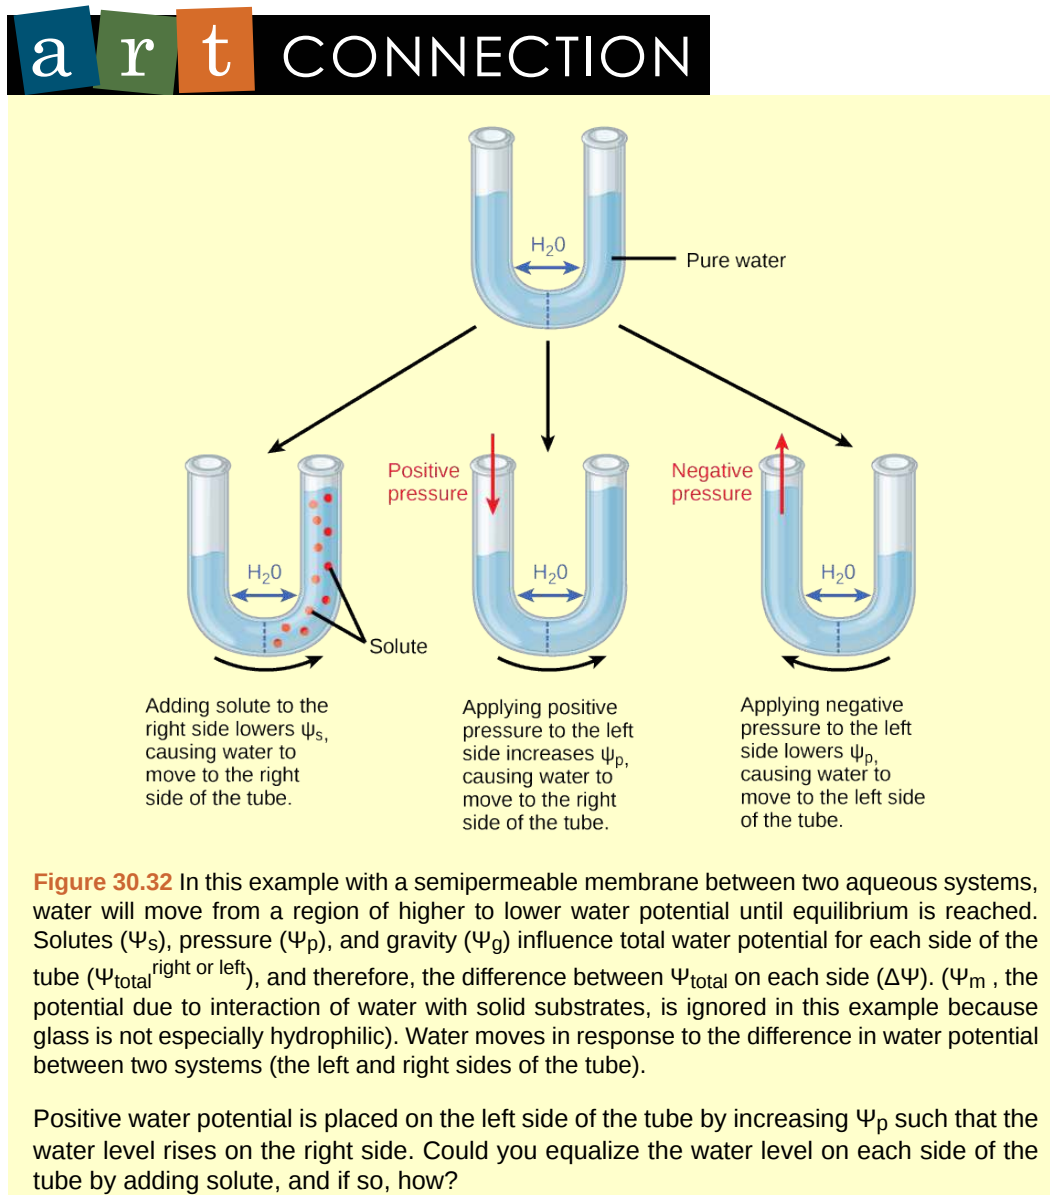 art CONNECTION
H₂0
Pure water
Positive
pressure
Negative
pressure
H₂0
H₂0
H₂0
Solute
Adding solute to the
right side lowers ψₛ,
causing water to
move to the right
side of the tube.
Applying positive
pressure to the left
side increases ψₚ,
causing water to
move to the right
side of the tube.
Applying negative
pressure to the left
side lowers ψₚ,
causing water to
move to the left side
of the tube.
Figure 30.32 In this example with a semipermeable membrane between two aqueous systems,
water will move from a region of higher to lower water potential until equilibrium is reached.
Solutes (Ψs), pressure (Ψp), and gravity (Ψg) influence total water potential for each side of the
tube (Ψtotal right or left), and therefore, the difference between Ψtotal on each side (ΔΨ). (Ψm , the
potential due to interaction of water with solid substrates, is ignored in this example because
glass is not especially hydrophilic). Water moves in response to the difference in water potential
between two systems (the left and right sides of the tube).
Positive water potential is placed on the left side of the tube by increasing Ψp such that the
water level rises on the right side. Could you equalize the water level on each side of the
tube by adding solute, and if so, how?